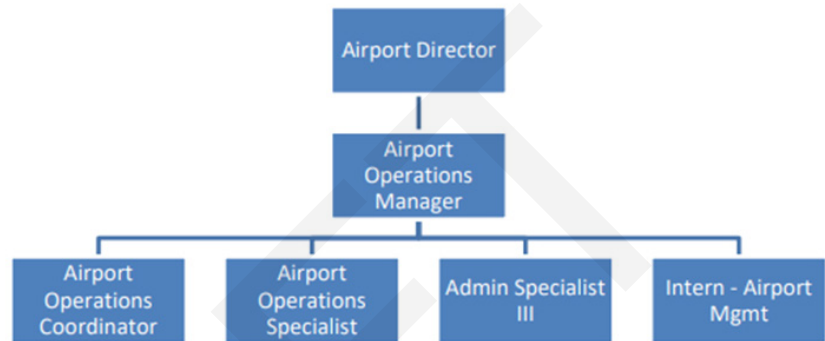 Airport Director
Airport
Operations
Manager
Airport
Operations
Coordinator
Airport
Operations
Specialist
Admin Specialist
III
Intern - Airport
Mgmt